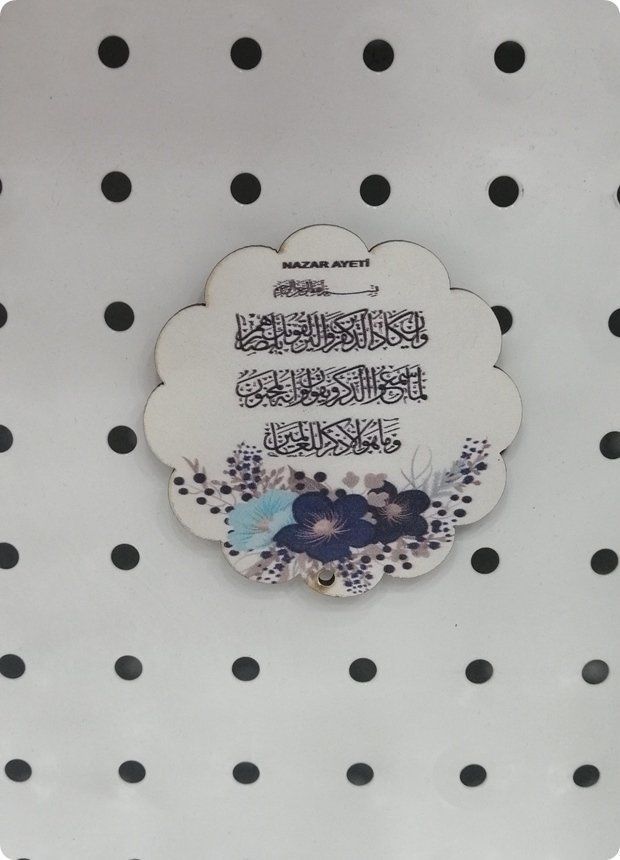 NAZAR AYETİ
بسم الله الرحمن الرحيم
وان يكاد الذين كفروا ليزلقونك بابصارهم
لما سمعوا الذكر ويقولون انه لمجنون
وما هو الا ذكر للعالمين